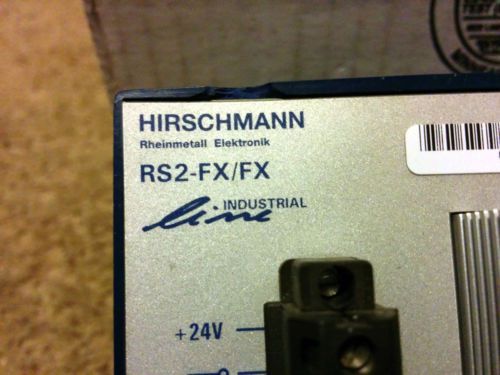 HIRSCHMANN
Rheinmetall Elektronik
RS2-FX/FX
INDUSTRIAL
line
+24V